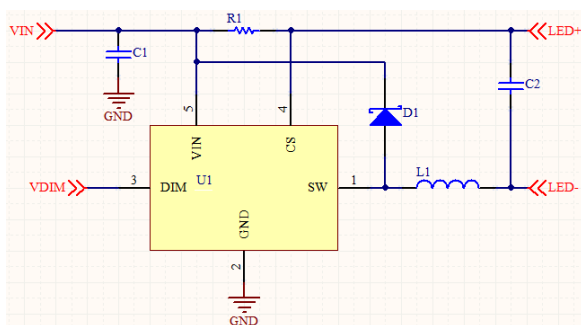 VIN
R1
LED+
C1
GND
5
4
C2
D1
VIN
CS
VDIM
3
DIM
U1
SW
1
L1
LED-
GND
2
GND